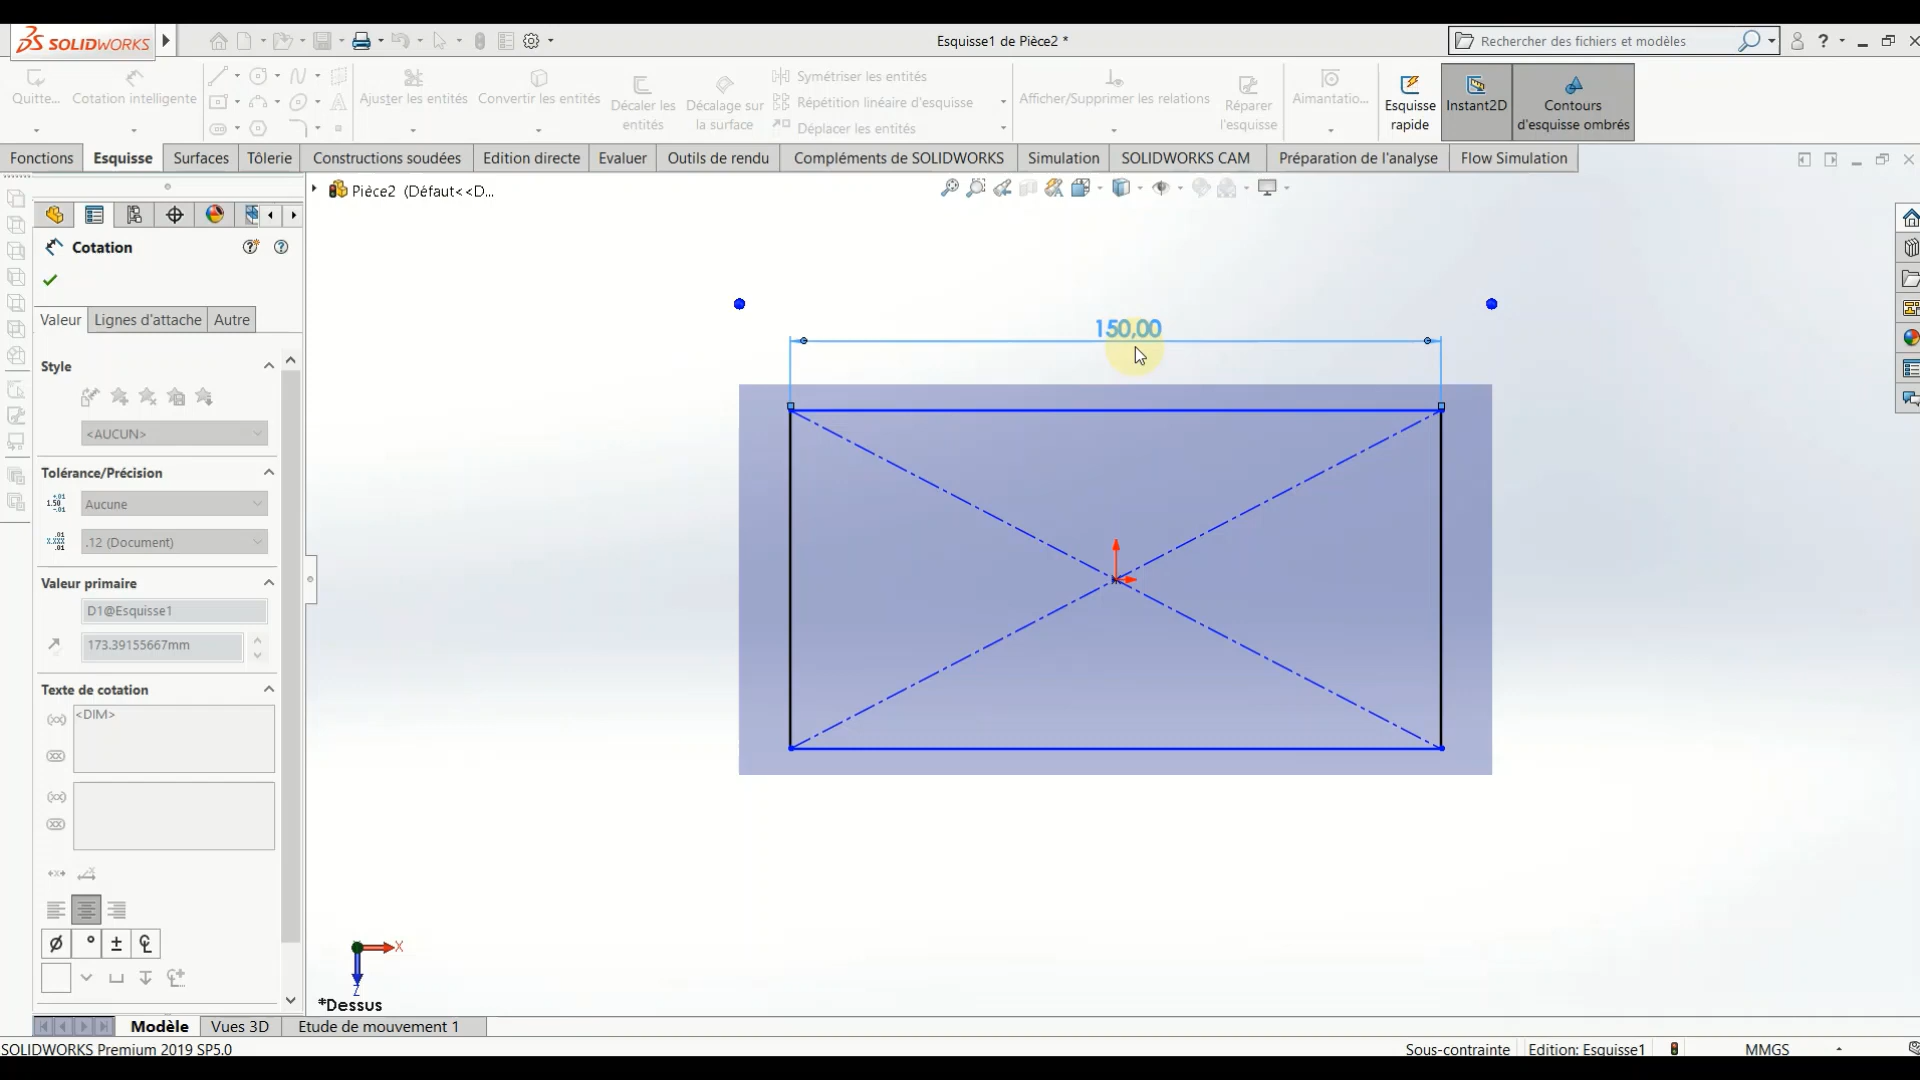 SOLIDWORKS
Esquisse1 de Pièce2 *
Rechercher des fichiers et modèles
?
Quitte...
Cotation intelligente
Ajuster les entités
Convertir les entités
Décaler les
entités
Décalage sur
la surface
Symétriser les entités
Répétition linéaire d'esquisse
Déplacer les entités
Afficher/Supprimer les relations
Réparer
l'esquisse
Aimantatio...
Esquisse
rapide
Instant2D
Contours
d'esquisse ombrés
Fonctions
Esquisse
Surfaces
Tôlerie
Constructions soudées
Edition directe
Evaluer
Outils de rendu
Compléments de SOLIDWORKS
Simulation
SOLIDWORKS CAM
Préparation de l'analyse
Flow Simulation
Pièce2 (Défaut<<D...
Cotation
Valeur
Lignes d'attache
Autre
Style
<AUCUN>
Tolérance/Précision
Aucune
.12 (Document)
Valeur primaire
D1@Esquisse1
173.39155667mm
Texte de cotation
<DIM>
150,00
X
Z
*Dessus
Modèle
Vues 3D
Etude de mouvement 1
SOLIDWORKS Premium 2019 SP5.0
Sous-contrainte
Edition: Esquisse1
MMGS